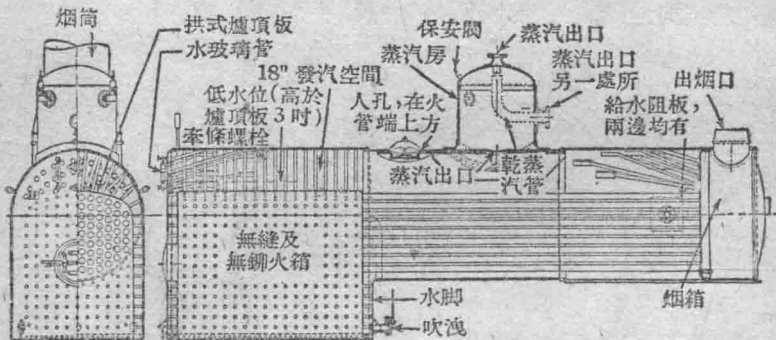 烟筒
拱式爐頂板
水玻璃管
18" 發汽空間
低水位(高於
爐頂板 3 吋)
牽條螺栓
無縫及
無鉚火箱
保安閥
蒸汽房
人孔，在火
管端上方
蒸汽出口
蒸汽出口
另一處所
給水阻板，
兩邊均有
出烟口
蒸汽出口
乾蒸
汽管
水脚
吹洩
烟箱